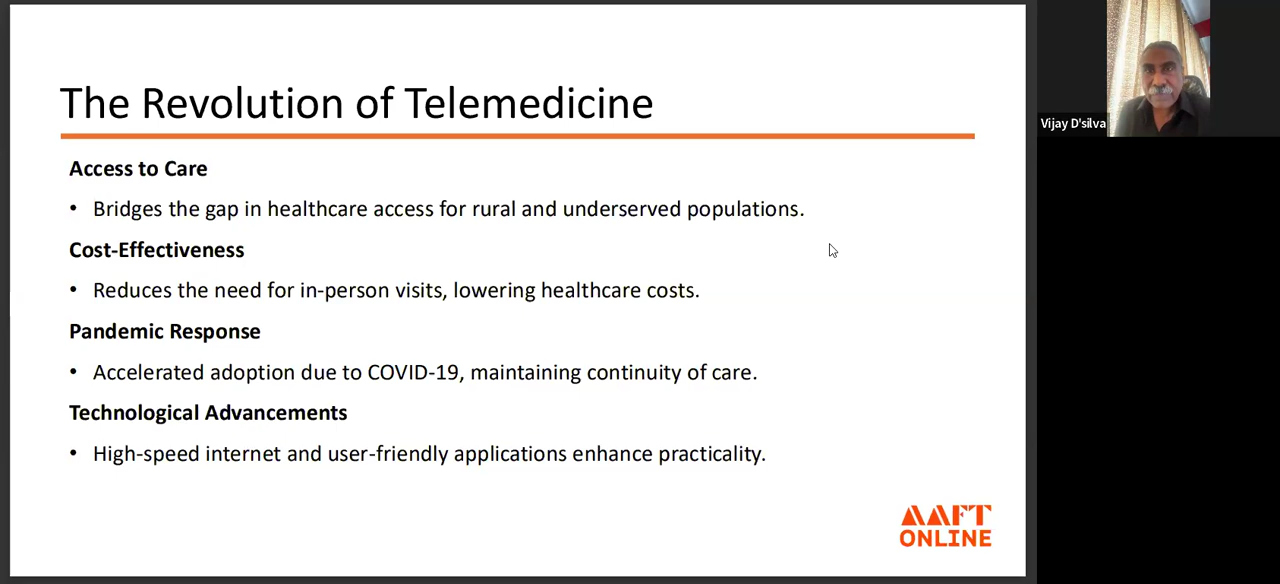 The Revolution of Telemedicine
Access to Care
• Bridges the gap in healthcare access for rural and underserved populations.
Cost-Effectiveness
• Reduces the need for in-person visits, lowering healthcare costs.
Pandemic Response
• Accelerated adoption due to COVID-19, maintaining continuity of care.
Technological Advancements
• High-speed internet and user-friendly applications enhance practicality.
AAFT
ONLINE
Vijay D'silva